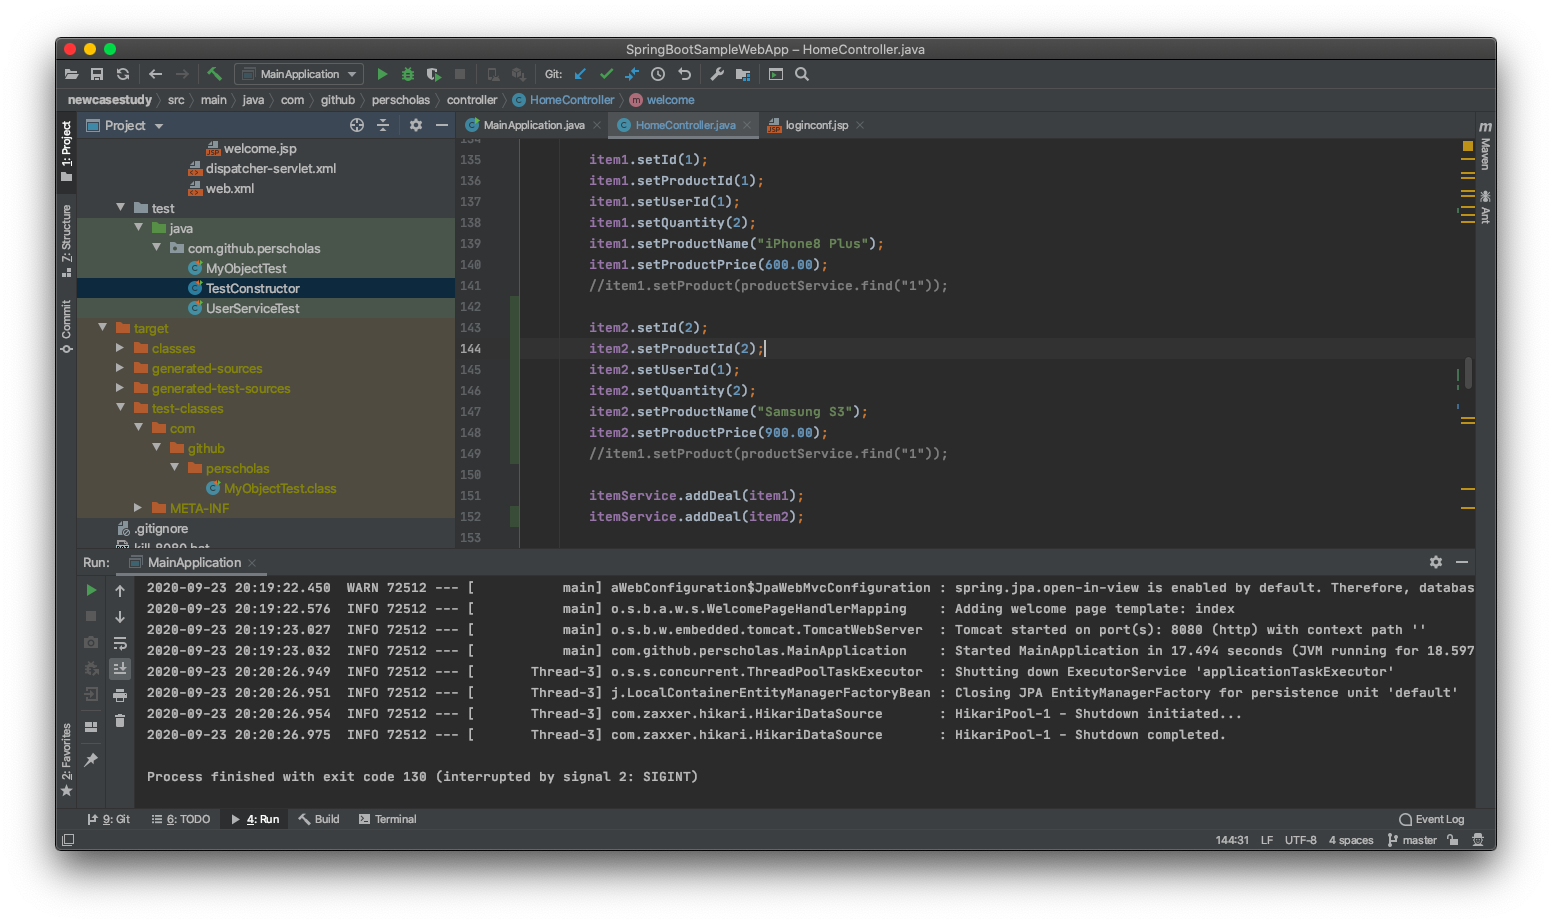 SpringBootSampleWebApp – HomeController.java
MainApplication
Git:
newcasestudy src main java com github perscholas controller HomeController m welcome
1: Project
Z: Structure
Commit
2: Favorites
Project
welcome.jsp
dispatcher-servlet.xml
web.xml
test
java
com.github.perscholas
MyObjectTest
TestConstructor
UserServiceTest
target
classes
generated-sources
generated-test-sources
test-classes
com
github
perscholas
MyObjectTest.class
META-INF
.gitignore
kill-8080.bat
MainApplication.java HomeController.java loginconf.jsp
134
135 item1.setId(1);
136 item1.setProductId(1);
137 item1.setUserId(1);
138 item1.setQuantity(2);
139 item1.setProductName("iPhone8 Plus");
140 item1.setProductPrice(600.00);
141 //item1.setProduct(productService.find("1"));
142
143 item2.setId(2);
144 item2.setProductId(2);
145 item2.setUserId(1);
146 item2.setQuantity(2);
147 item2.setProductName("Samsung S3");
148 item2.setProductPrice(900.00);
149 //item1.setProduct(productService.find("1"));
150
151 itemService.addDeal(item1);
152 itemService.addDeal(item2);
153
m Maven
Ant
Run: MainApplication
2020-09-23 20:19:22.450 WARN 72512 --- [ main] aWebConfiguration$JpaWebMvcConfiguration : spring.jpa.open-in-view is enabled by default. Therefore, databas
2020-09-23 20:19:22.576 INFO 72512 --- [ main] o.s.b.a.w.s.WelcomePageHandlerMapping : Adding welcome page template: index
2020-09-23 20:19:23.027 INFO 72512 --- [ main] o.s.b.w.embedded.tomcat.TomcatWebServer : Tomcat started on port(s): 8080 (http) with context path ''
2020-09-23 20:19:23.032 INFO 72512 --- [ main] com.github.perscholas.MainApplication : Started MainApplication in 17.494 seconds (JVM running for 18.597
2020-09-23 20:20:26.949 INFO 72512 --- [ Thread-3] o.s.s.concurrent.ThreadPoolTaskExecutor : Shutting down ExecutorService 'applicationTaskExecutor'
2020-09-23 20:20:26.951 INFO 72512 --- [ Thread-3] j.LocalContainerEntityManagerFactoryBean : Closing JPA EntityManagerFactory for persistence unit 'default'
2020-09-23 20:20:26.954 INFO 72512 --- [ Thread-3] com.zaxxer.hikari.HikariDataSource : HikariPool-1 - Shutdown initiated...
2020-09-23 20:20:26.975 INFO 72512 --- [ Thread-3] com.zaxxer.hikari.HikariDataSource : HikariPool-1 - Shutdown completed.
Process finished with exit code 130 (interrupted by signal 2: SIGINT)
9: Git 6: TODO 4: Run Build Terminal Event Log
144:31 LF UTF-8 4 spaces master